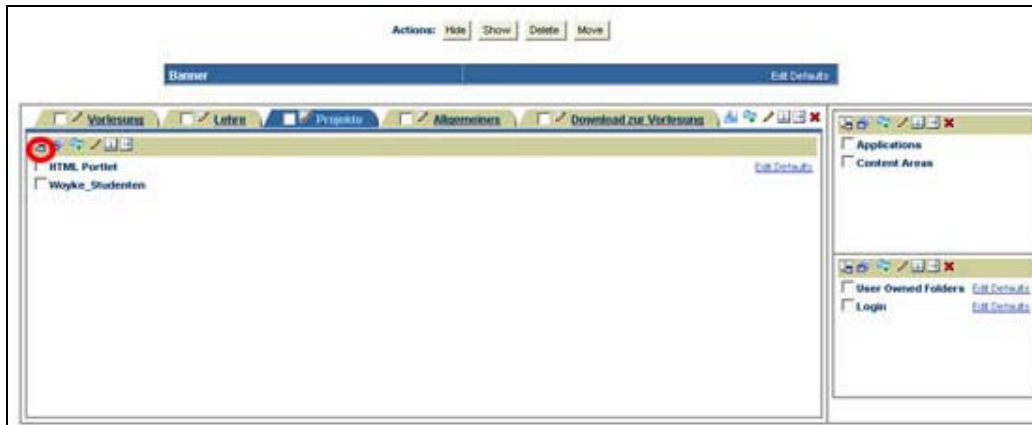 Actions: Hide Show Delete Move
Banner Edit Defaults
Vorlesung Lehre Projekte Allgemeines Download zur Vorlesung
HTML Portlet Edit Defaults
Woyke_Studenten
Applications
Content Areas
User Owned Folders Edit Defaults
Login Edit Defaults